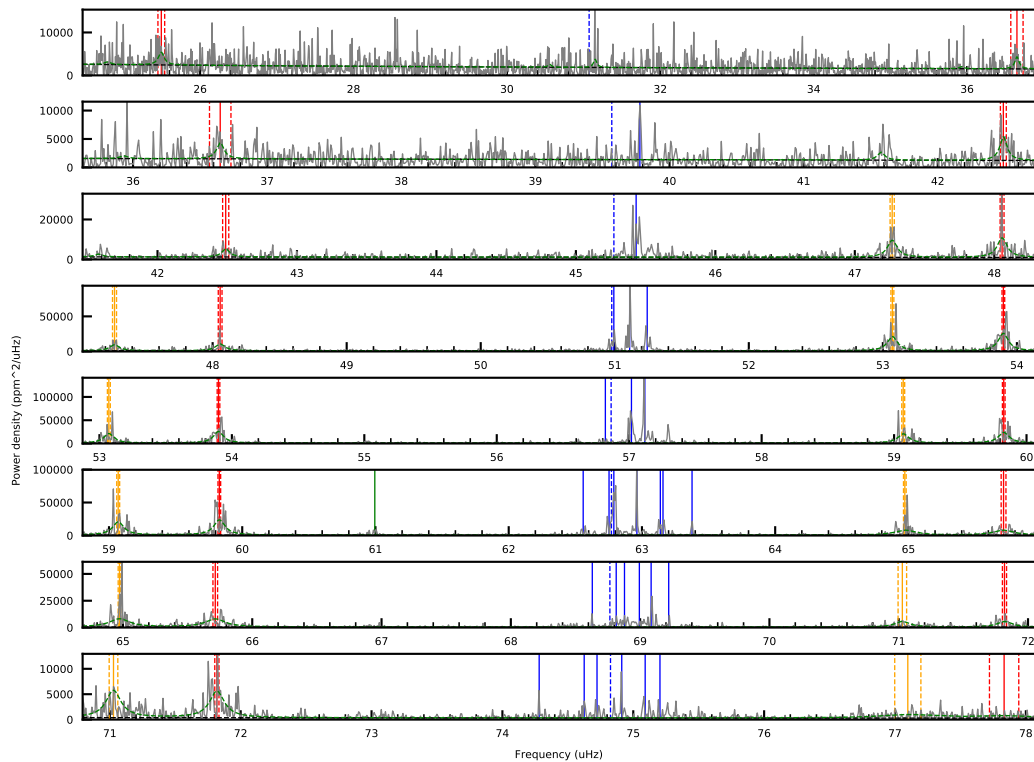 10000
5000
0
26 28 30 32 34 36
10000
5000
0
36 37 38 39 40 41 42
20000
0
42 43 44 45 46 47 48
50000
0
48 49 50 51 52 53 54
100000
50000
0
53 54 55 56 57 58 59 60
100000
50000
0
59 60 61 62 63 64 65
50000
25000
0
65 66 67 68 69 70 71 72
10000
5000
0
71 72 73 74 75 76 77 78
Power density (ppm^2/uHz)
Frequency (uHz)